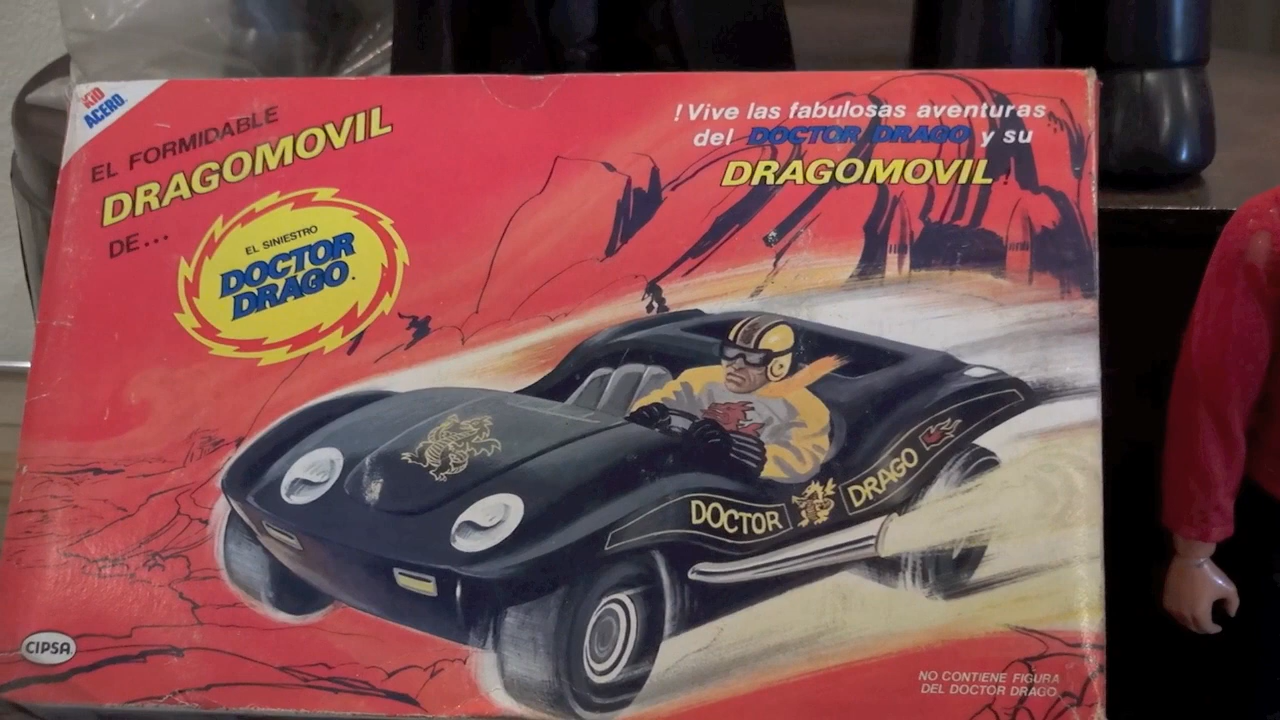 KID
ACERO.
EL FORMIDABLE
DRAGOMOVIL
DE...
EL SINIESTRO
DOCTOR
DRAGO.
! Vive las fabulosas aventuras
del DOCTOR DRAGO y su
DRAGOMOVIL !
DOCTOR DRAGO
CIPSA
NO CONTIENE FIGURA
DEL DOCTOR DRAGO